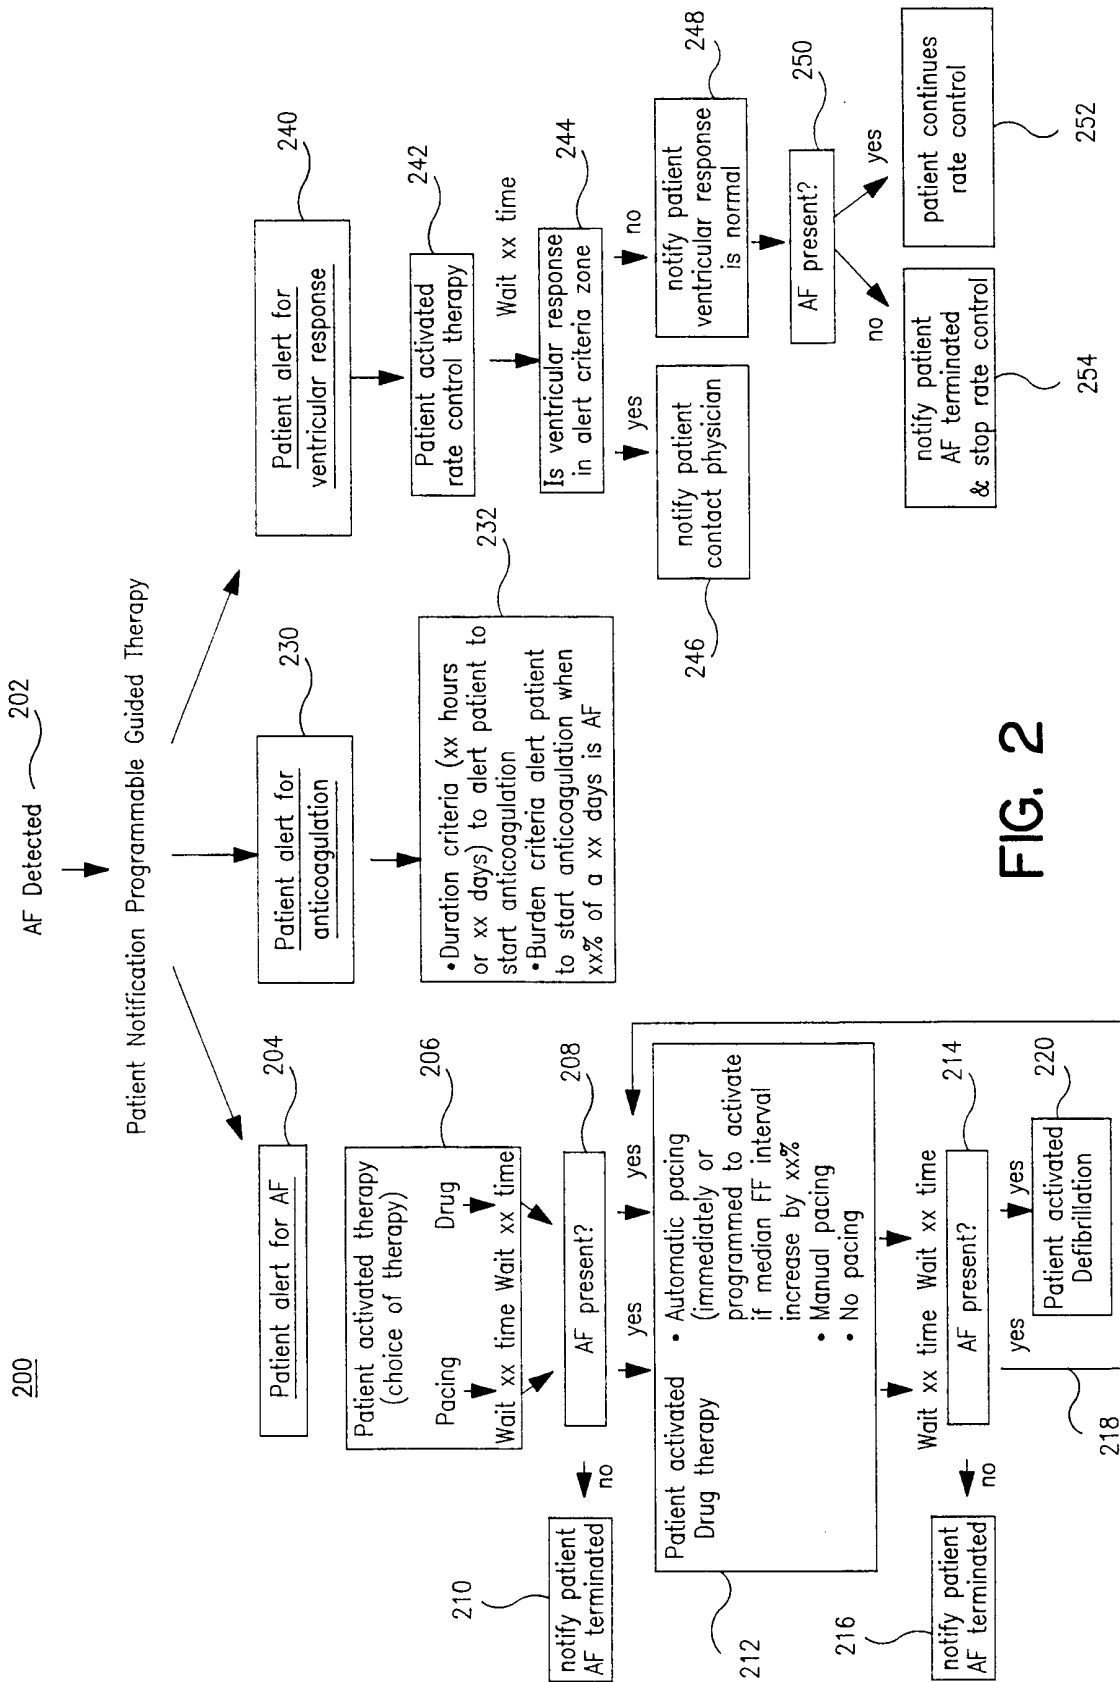 200
AF Detected
202
Patient Notification Programmable Guided Therapy
Patient alert for AF
204
Patient activated therapy
(choice of therapy)
Pacing
Drug
Wait xx time
Wait xx time
206
AF present?
208
no
notify patient
AF terminated
210
yes
yes
Patient activated
Drug therapy
• Automatic pacing
(immediately or
programmed to activate
if median FF interval
increase by xx%
• Manual pacing
• No pacing
212
Wait xx time
Wait xx time
AF present?
214
no
notify patient
AF terminated
216
yes
218
yes
Patient activated
Defibrillation
220
Patient alert for
anticoagulation
230
•Duration criteria (xx hours
or xx days) to alert patient to
start anticoagulation
•Burden criteria alert patient
to start anticoagulation when
xx% of a xx days is AF
232
Patient alert for
ventricular response
240
Patient activated
rate control therapy
242
Wait xx time
Is ventricular response
in alert criteria zone
244
yes
notify patient
contact physician
246
no
notify patient
ventricular response
is normal
248
AF present?
250
no
notify patient
AF terminated
& stop rate control
254
yes
patient continues
rate control
252
FIG. 2